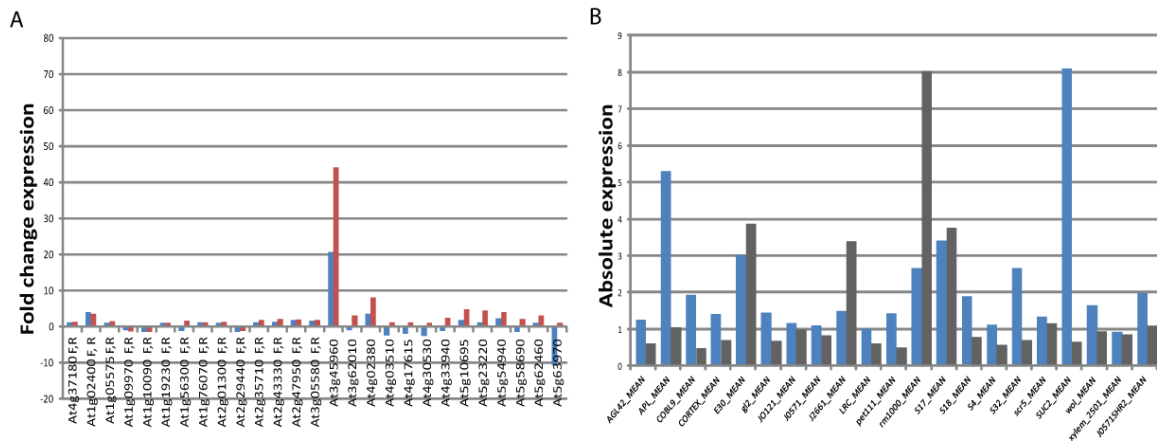 A
Fold change expression
80
70
60
50
40
30
20
10
0
-10
-20
At4g37180 F,R
At1g02400 F, R
At1g05575 F,R
At1g09970 F,R
At1g10090 F,R
At1g19230 F,R
At1g56300 F,R
At1g76070 F,R
At2g01300 F,R
At2g29440 F,R
At2g35710 F,R
At2g43330 F,R
At2g47950 F,R
At3g05580 F,R
At3g45960
At3g62010
At4g02380
At4g03510
At4g17615
At4g30530
At4g33940
At5g10695
At5g23220
At5g54940
At5g58690
At5g62460
At5g63970
B
Absolute expression
9
8
7
6
5
4
3
2
1
0
AGL42_MEAN
APL_MEAN
COBL9_MEAN
CORTEX_MEAN
E30_MEAN
gl2_MEAN
JO121_MEAN
J0571_MEAN
J2661_MEAN
LRC_MEAN
pet111_MEAN
rm1000_MEAN
S17_MEAN
S18_MEAN
S4_MEAN
S32_MEAN
scr5_MEAN
SUC2_MEAN
wol_MEAN
xylem_2501_MEAN
J0571SHR2_MEAN